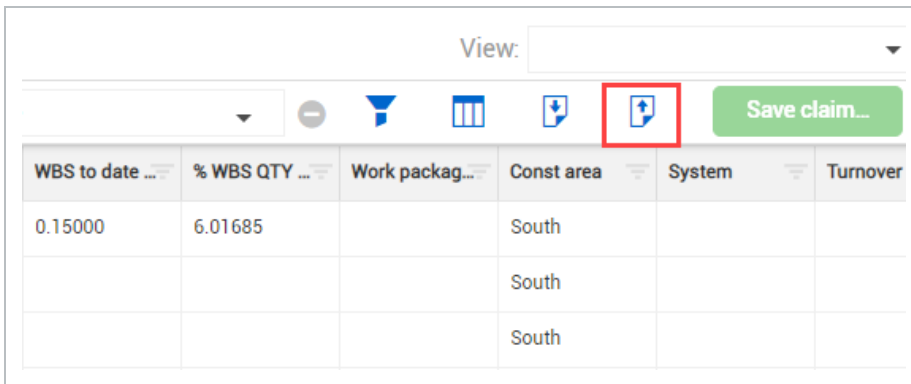 View:
Save claim...
WBS to date ... % WBS QTY ... Work packag... Const area System Turnover
0.15000 6.01685 South
South
South